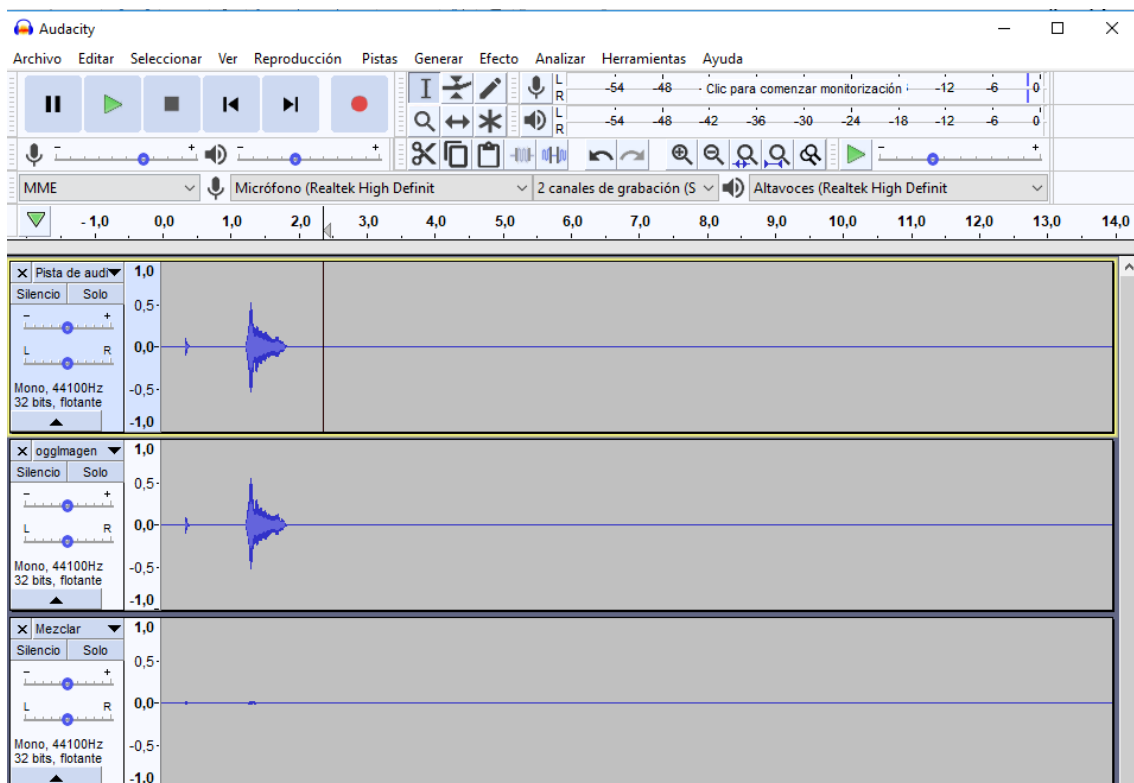 Audacity
Archivo Editar Seleccionar Ver Reproducción Pistas Generar Efecto Analizar Herramientas Ayuda
L
R
-54 -48 - Clic para comenzar monitorización -12 -6 0
L
R
-54 -48 -42 -36 -30 -24 -18 -12 -6 0
- +
- +
- +
MME Micrófono (Realtek High Definit 2 canales de grabación (S Altavoces (Realtek High Definit
- 1,0 0,0 1,0 2,0 3,0 4,0 5,0 6,0 7,0 8,0 9,0 10,0 11,0 12,0 13,0 14,0
X Pista de audi 1,0
Silencio Solo
- + 0,5
L R 0,0
Mono, 44100Hz -0,5
32 bits, flotante
-1,0
X oggImagen 1,0
Silencio Solo
- + 0,5
L R 0,0
Mono, 44100Hz -0,5
32 bits, flotante
-1,0
X Mezclar 1,0
Silencio Solo
- + 0,5
L R 0,0
Mono, 44100Hz -0,5
32 bits, flotante
-1,0